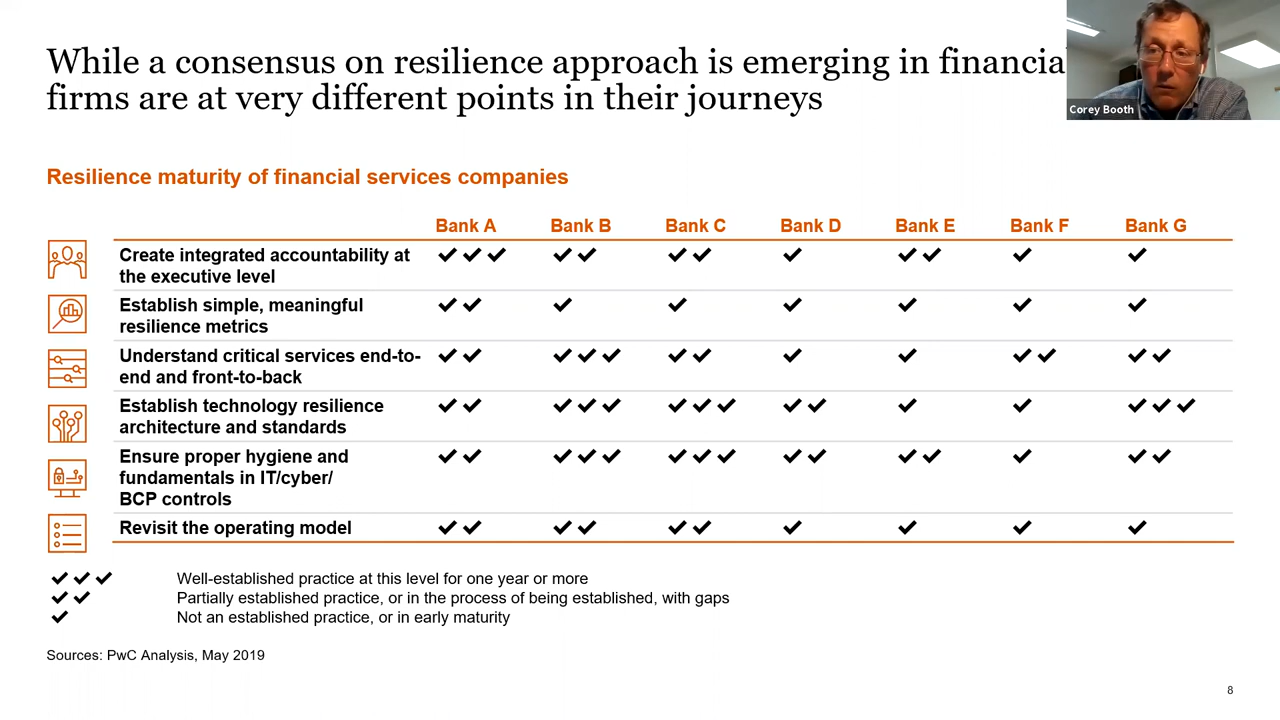 While a consensus on resilience approach is emerging in financia
firms are at very different points in their journeys
Corey Booth
Resilience maturity of financial services companies
Bank A Bank B Bank C Bank D Bank E Bank F Bank G
Create integrated accountability at
the executive level
✓✓✓ ✓✓ ✓✓ ✓ ✓✓ ✓ ✓
Establish simple, meaningful
resilience metrics
✓✓ ✓ ✓ ✓ ✓ ✓ ✓
Understand critical services end-to-
end and front-to-back
✓✓ ✓✓✓ ✓✓ ✓ ✓ ✓✓ ✓✓
Establish technology resilience
architecture and standards
✓✓ ✓✓✓ ✓✓✓ ✓✓ ✓ ✓ ✓✓✓
Ensure proper hygiene and
fundamentals in IT/cyber/
BCP controls
✓✓ ✓✓✓ ✓✓✓ ✓✓ ✓✓ ✓ ✓✓
Revisit the operating model
✓✓ ✓✓ ✓✓ ✓ ✓ ✓ ✓
✓✓✓ Well-established practice at this level for one year or more
✓✓ Partially established practice, or in the process of being established, with gaps
✓ Not an established practice, or in early maturity
Sources: PwC Analysis, May 2019
8